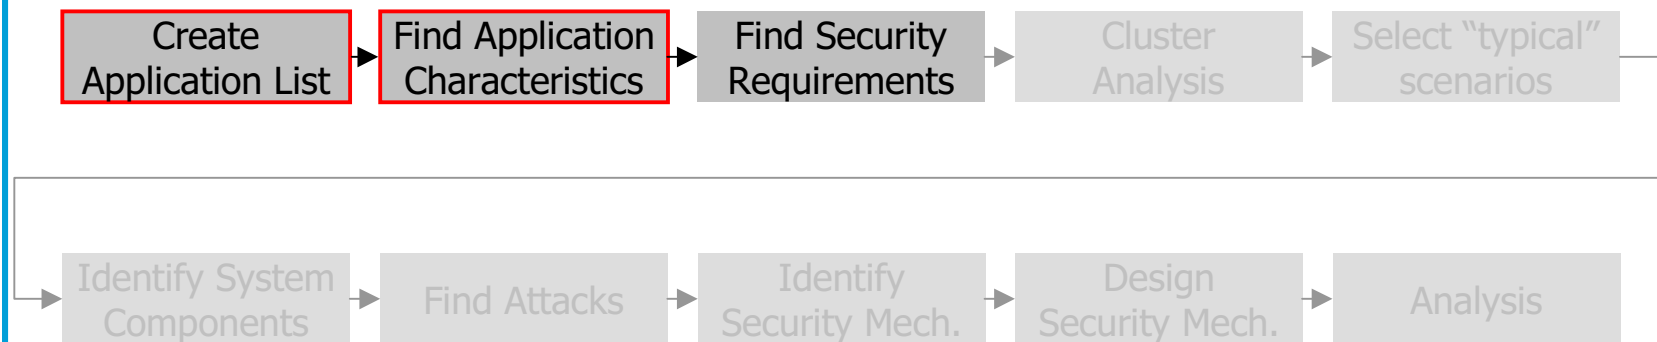 Create
Application List
Find Application
Characteristics
Find Security
Requirements
Cluster
Analysis
Select “typical”
scenarios
Identify System
Components
Find Attacks
Identify
Security Mech.
Design
Security Mech.
Analysis